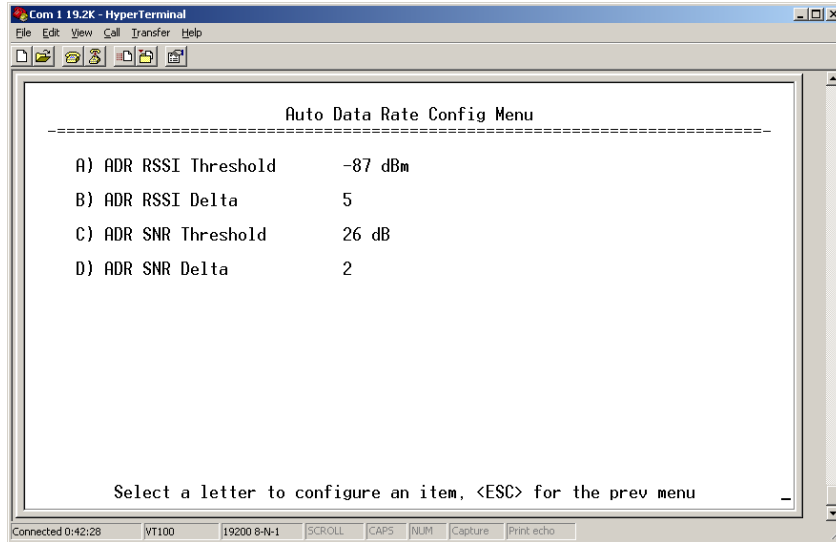 Com 1 19.2K - HyperTerminal
File Edit View Call Transfer Help
Auto Data Rate Config Menu
-==========================================================================-
A) ADR RSSI Threshold -87 dBm
B) ADR RSSI Delta 5
C) ADR SNR Threshold 26 dB
D) ADR SNR Delta 2
Select a letter to configure an item, <ESC> for the prev menu _
Connected 0:42:28 VT100 19200 8-N-1 SCROLL CAPS NUM Capture Print echo